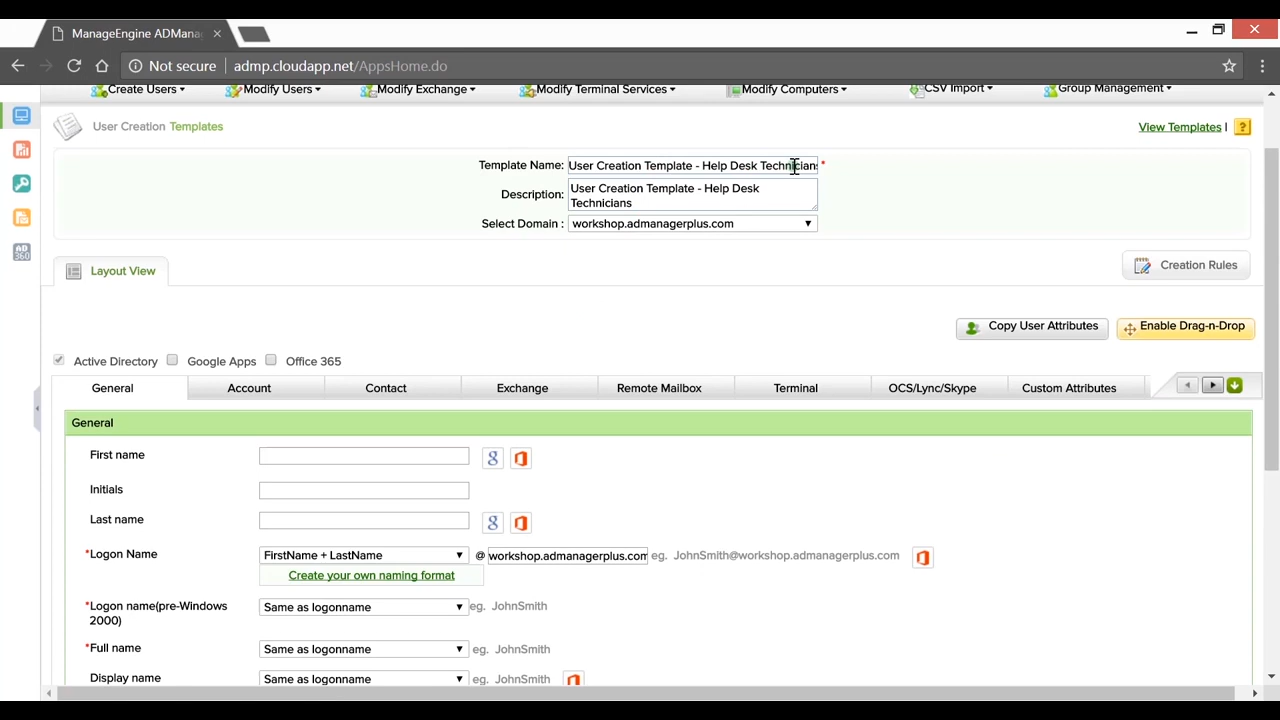 ManageEngine ADMana
Not secure admp.cloudapp.net/AppsHome.do
Create Users Modify Users Modify Exchange Modify Terminal Services Modify Computers CSV Import Group Management
User Creation Templates View Templates | ?
Template Name: User Creation Template - Help Desk Technicians *
Description: User Creation Template - Help Desk
Technicians
Select Domain : workshop.admanagerplus.com
Layout View Creation Rules
Copy User Attributes Enable Drag-n-Drop
Active Directory Google Apps Office 365
General Account Contact Exchange Remote Mailbox Terminal OCS/Lync/Skype Custom Attributes
General
First name
Initials
Last name
*Logon Name FirstName + LastName @ workshop.admanagerplus.com eg. JohnSmith@workshop.admanagerplus.com
Create your own naming format
*Logon name(pre-Windows Same as logonname eg. JohnSmith
2000)
*Full name Same as logonname eg. JohnSmith
Display name Same as logonname eg. JohnSmith
AD
360